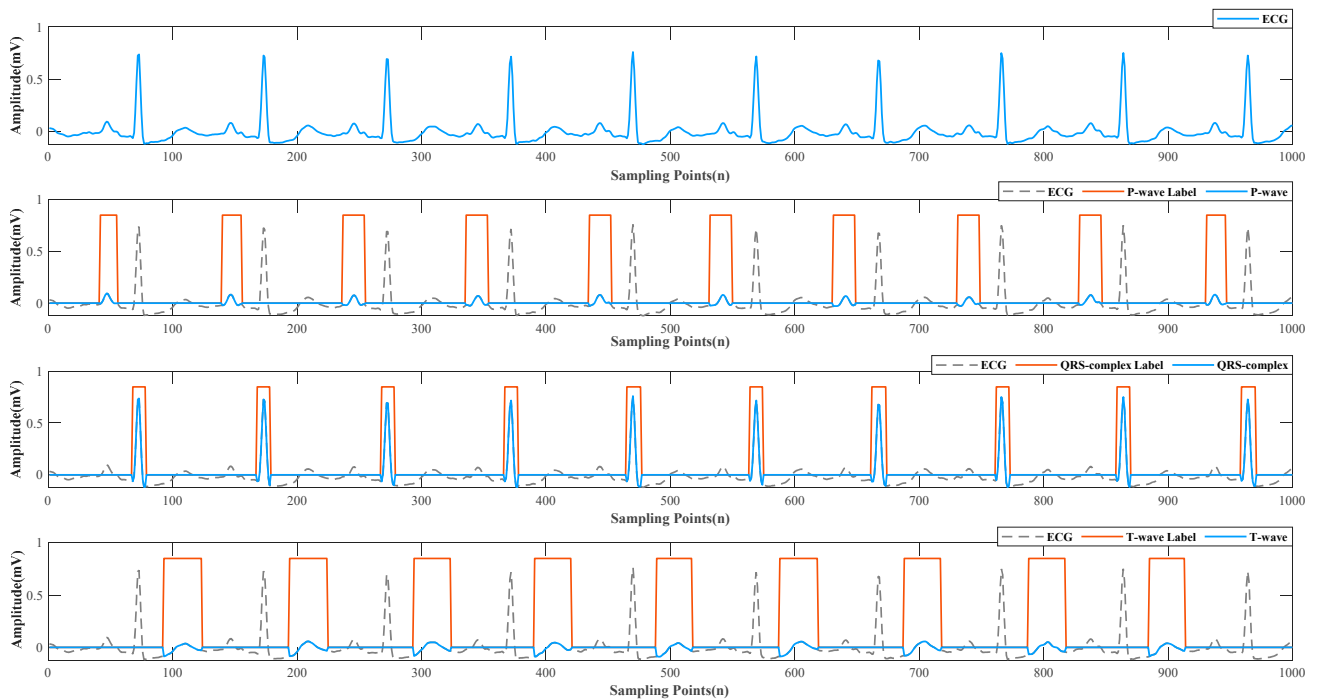 ECG
Amplitude(mV)
1
0.5
0
0 100 200 300 400 500 600 700 800 900 1000
Sampling Points(n)
ECG P-wave Label P-wave
Amplitude(mV)
1
0.5
0
0 100 200 300 400 500 600 700 800 900 1000
Sampling Points(n)
ECG QRS-complex Label QRS-complex
Amplitude(mV)
1
0.5
0
0 100 200 300 400 500 600 700 800 900 1000
Sampling Points(n)
ECG T-wave Label T-wave
Amplitude(mV)
1
0.5
0
0 100 200 300 400 500 600 700 800 900 1000
Sampling Points(n)